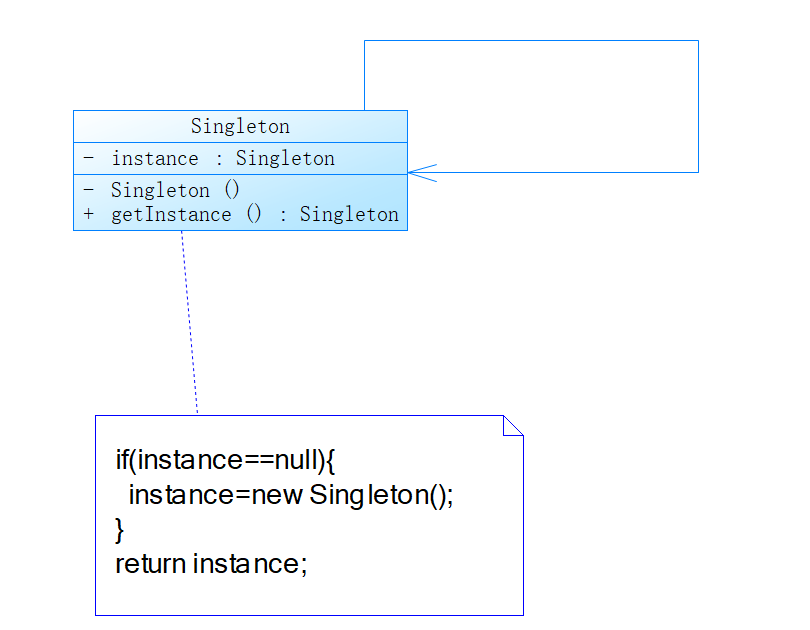 Singleton
- instance : Singleton
- Singleton ()
+ getInstance () : Singleton
if(instance==null){
  instance=new Singleton();
}
return instance;